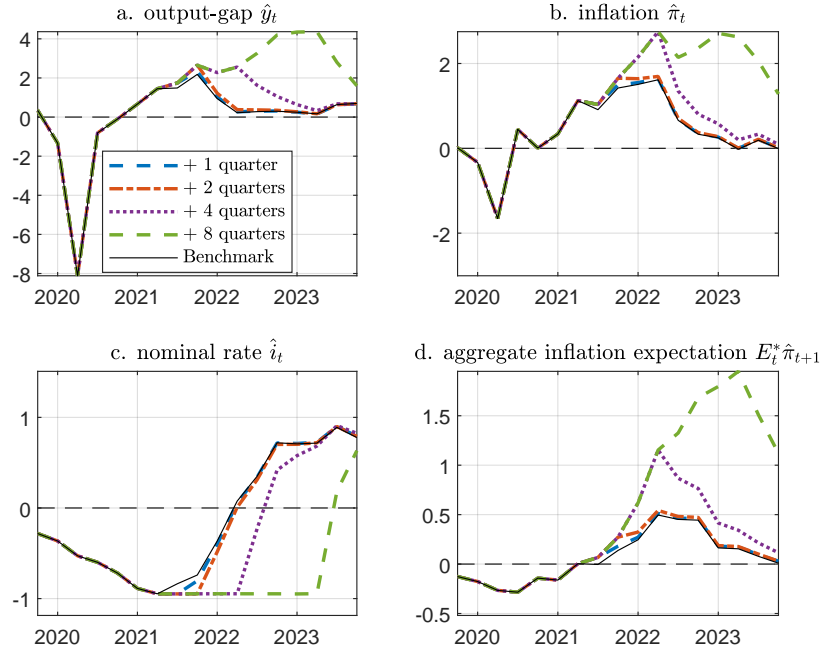 a. output-gap ŷ_t
4
2
0
-2
-4
-6
-8
+ 1 quarter
+ 2 quarters
+ 4 quarters
+ 8 quarters
Benchmark
2020 2021 2022 2023
b. inflation π̂_t
2
0
-2
2020 2021 2022 2023
c. nominal rate î_t
1
0
-1
2020 2021 2022 2023
d. aggregate inflation expectation E*_t π̂_{t+1}
1.5
1
0.5
0
-0.5
2020 2021 2022 2023